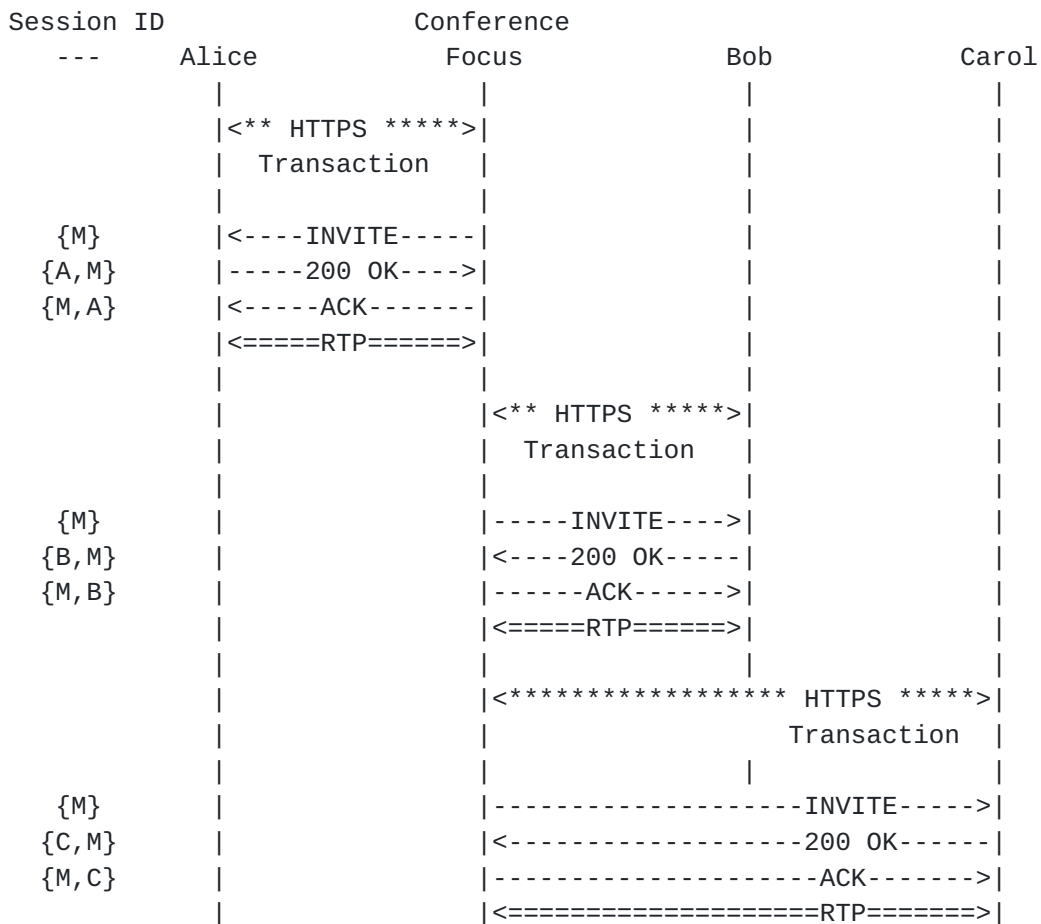 Session ID                Conference
   ---     Alice            Focus             Bob            Carol
             |                |                |               |
             |<** HTTPS *****>|                |               |
             |  Transaction   |                |               |
             |                |                |               |
   {M}       |<----INVITE-----|                |               |
  {A,M}      |-----200 OK---->|                |               |
  {M,A}      |<-----ACK-------|                |               |
             |<=====RTP======>|                |               |
             |                |                |               |
             |                |<** HTTPS *****>|               |
             |                |  Transaction   |               |
             |                |                |               |
   {M}       |                |-----INVITE---->|               |
  {B,M}      |                |<----200 OK-----|               |
  {M,B}      |                |------ACK------>|               |
             |                |<=====RTP======>|               |
             |                |                |               |
             |                |<****************** HTTPS *****>|
             |                |                   Transaction  |
             |                |                |               |
   {M}       |                |--------------------INVITE----->|
  {C,M}      |                |<-------------------200 OK------|
  {M,C}      |                |---------------------ACK------->|
             |                |<====================RTP=======>|